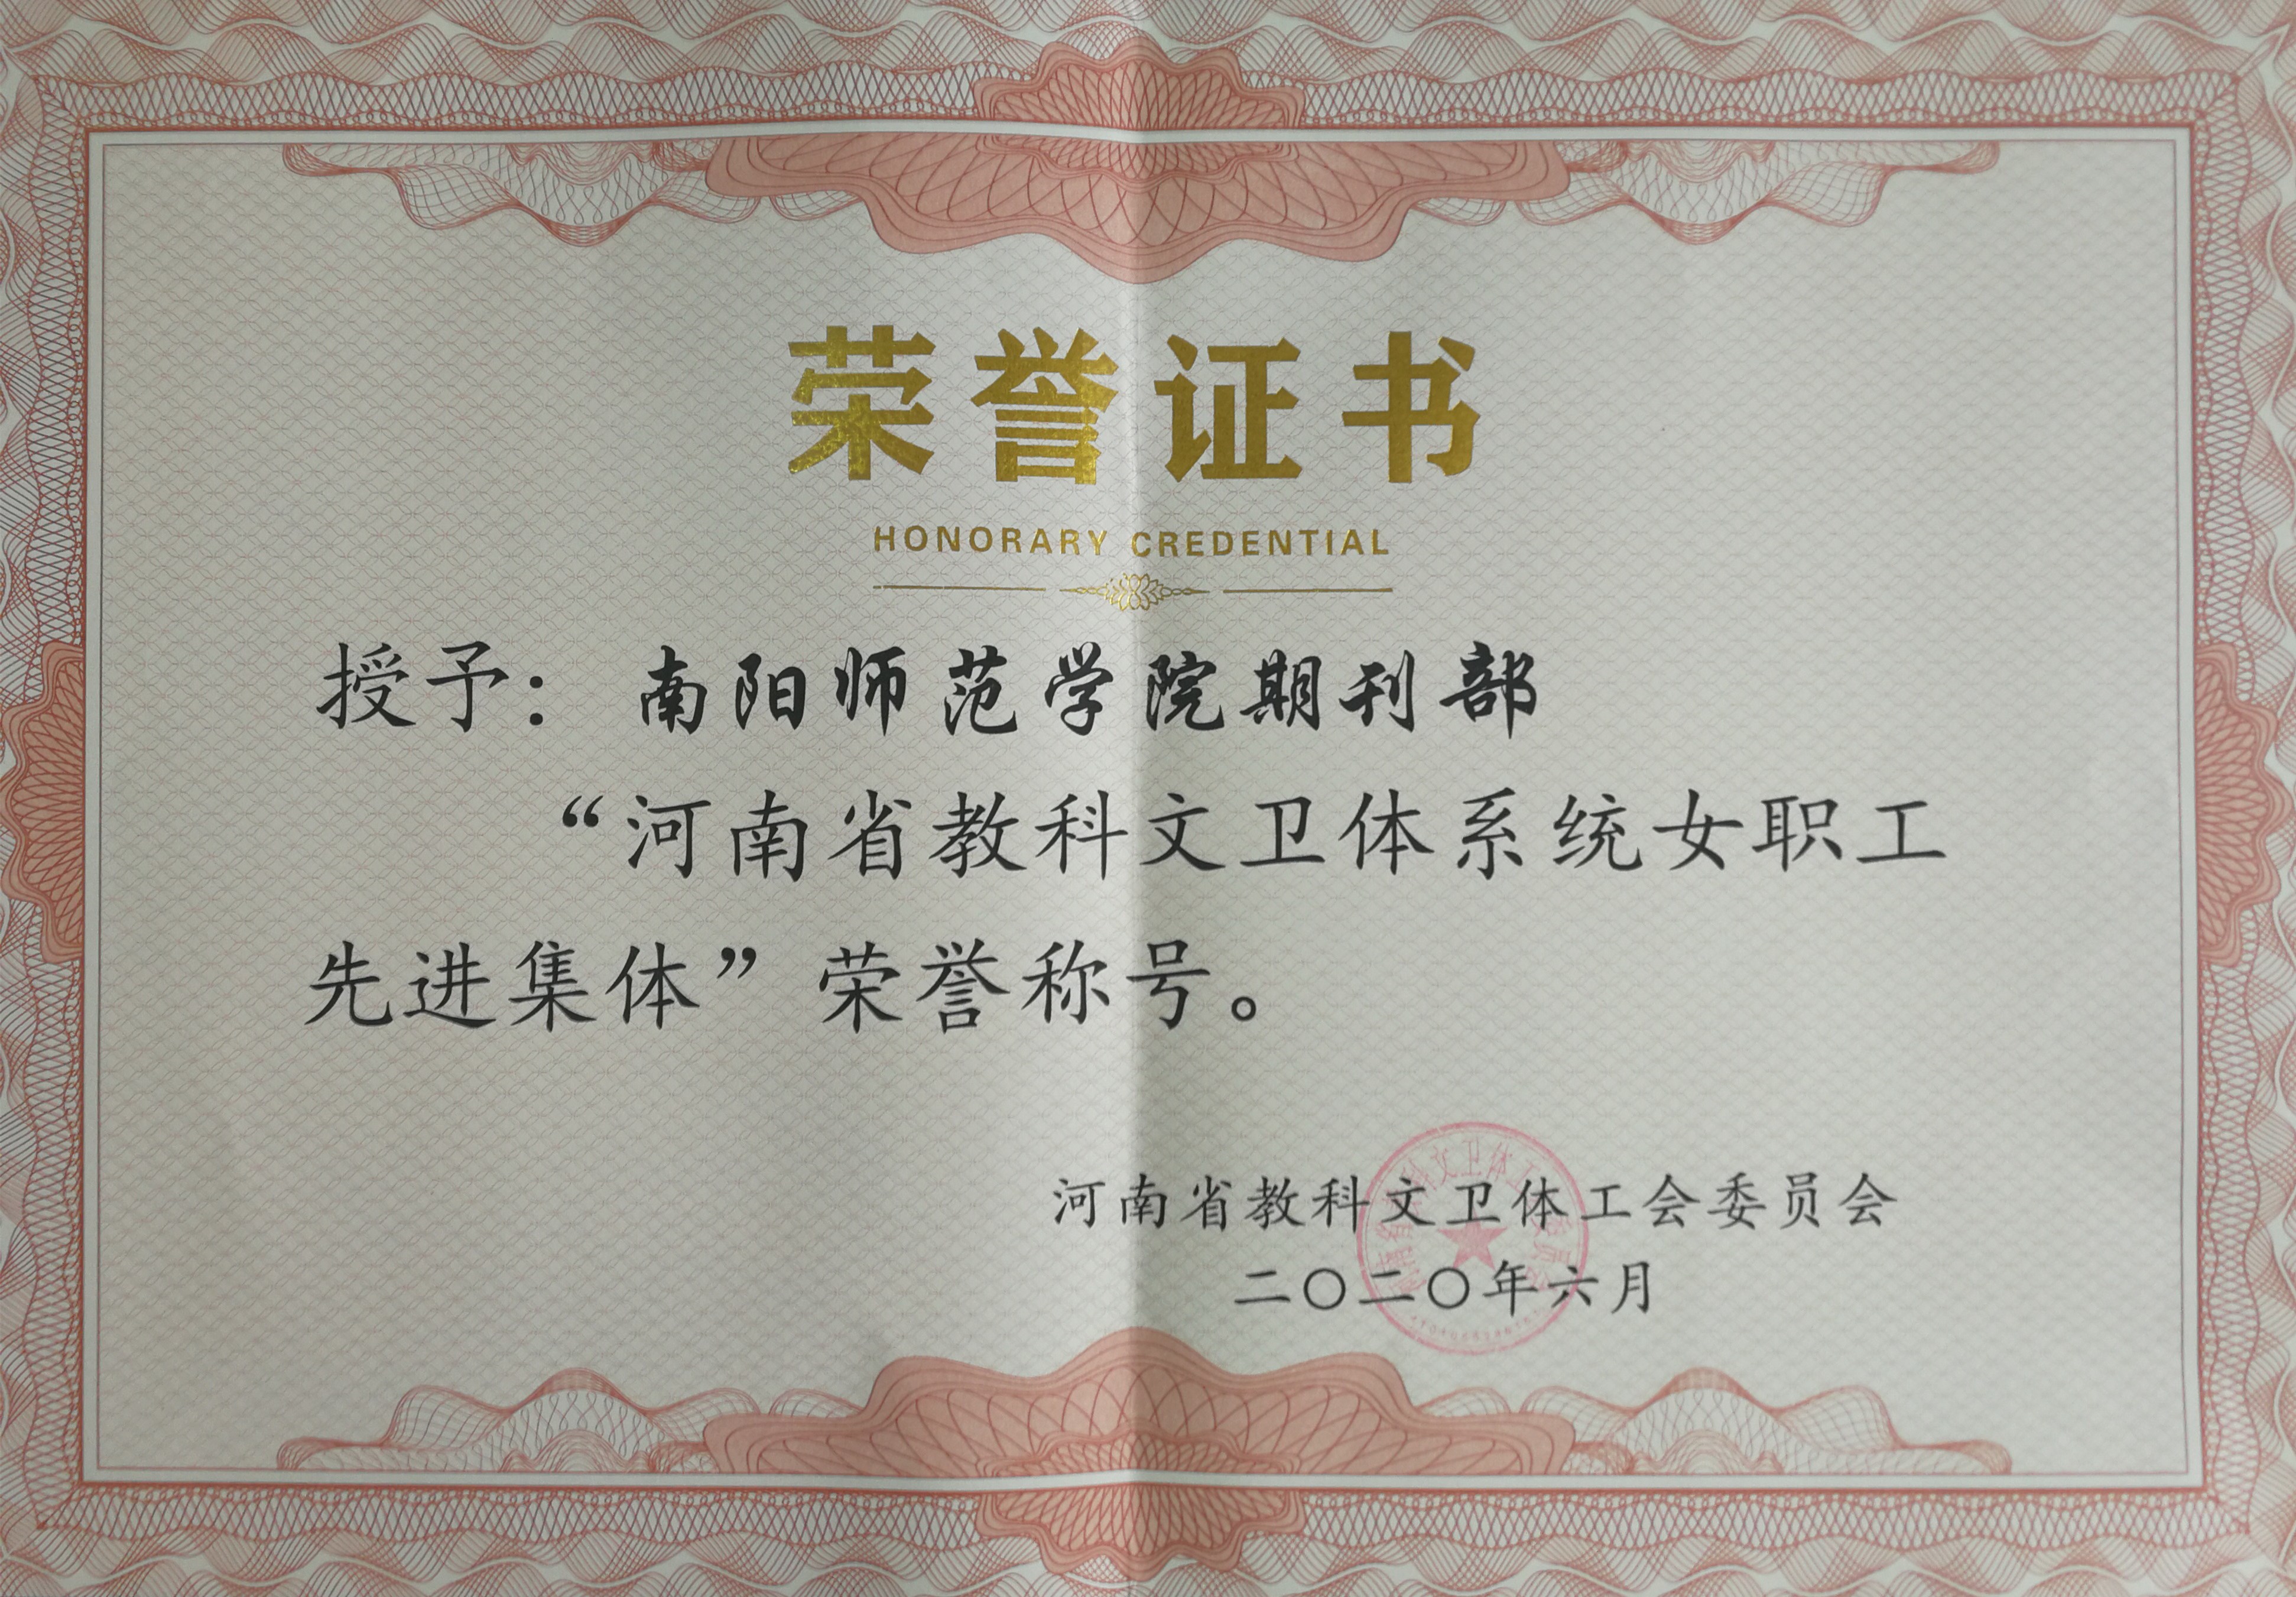 荣誉证书
HONORARY CREDENTIAL
授予：南阳师范学院期刊部
“河南省教科文卫体系统女职工
先进集体”荣誉称号。
河南省教科文卫体工会委员会
二〇二〇年六月